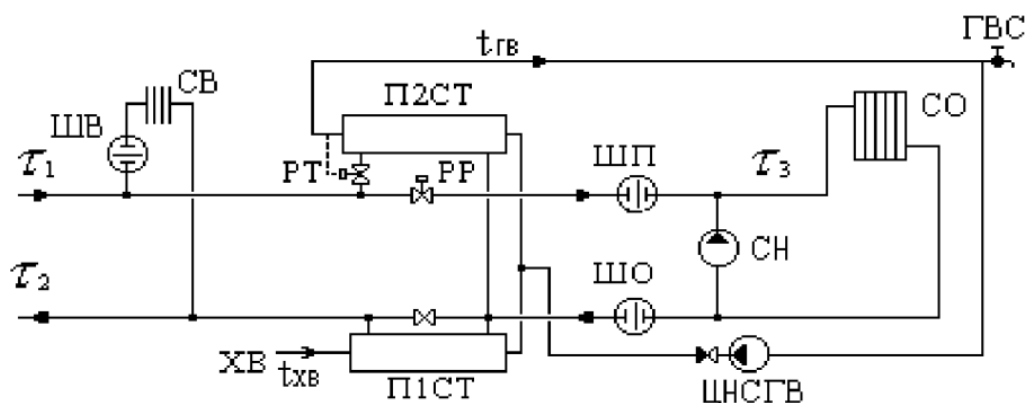 ГВС
tГВ
СВ
П2СТ
СО
ШВ
ШП
τ1
РТ
РР
τ3
СН
τ2
ШО
ХВ
tХВ
П1СТ
ЦНСГВ